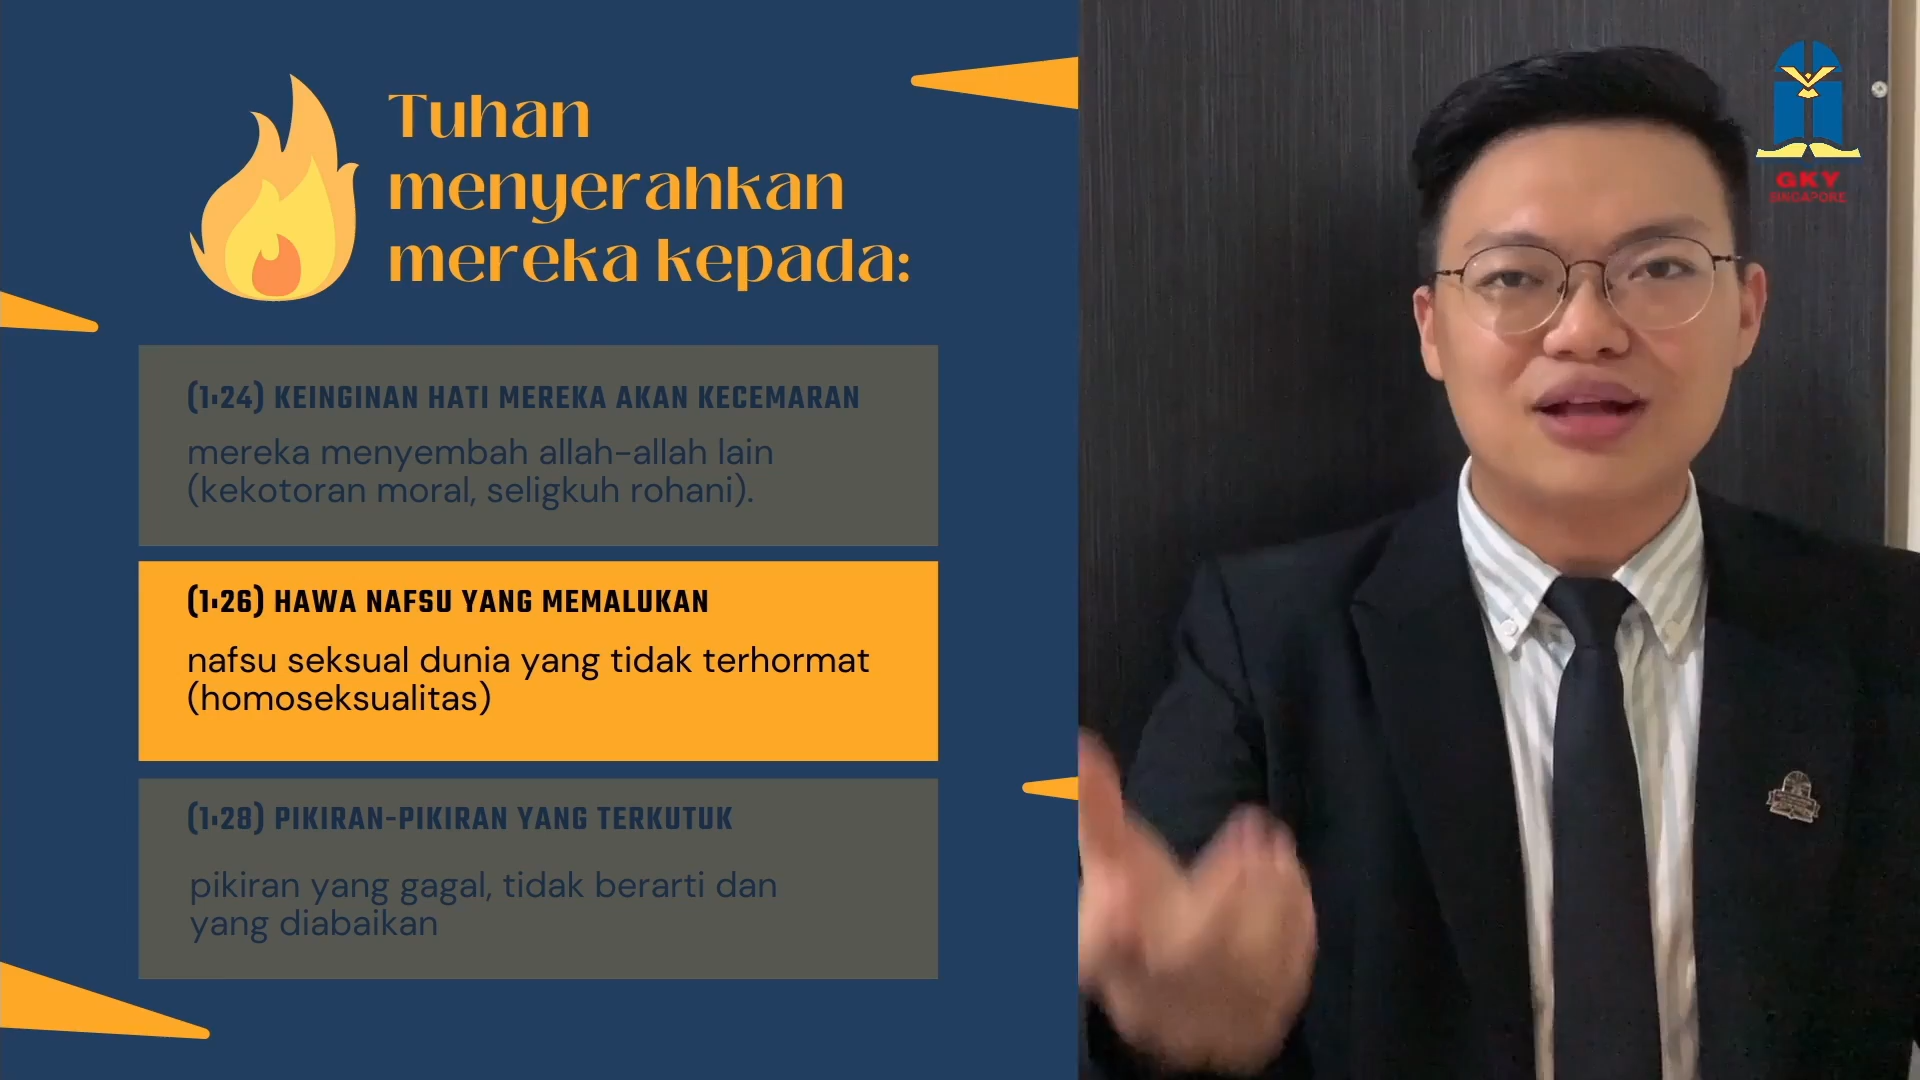 Tuhan
menyerahkan
mereka kepada:
(1:24) KEINGINAN HATI MEREKA AKAN KECEMARAN
mereka menyembah allah-allah lain
(kekotoran moral, seligkuh rohani).
(1:26) HAWA NAFSU YANG MEMALUKAN
nafsu seksual dunia yang tidak terhormat
(homoseksualitas)
(1:28) PIKIRAN-PIKIRAN YANG TERKUTUK
pikiran yang gagal, tidak berarti dan
yang diabaikan
GKY
SINGAPORE